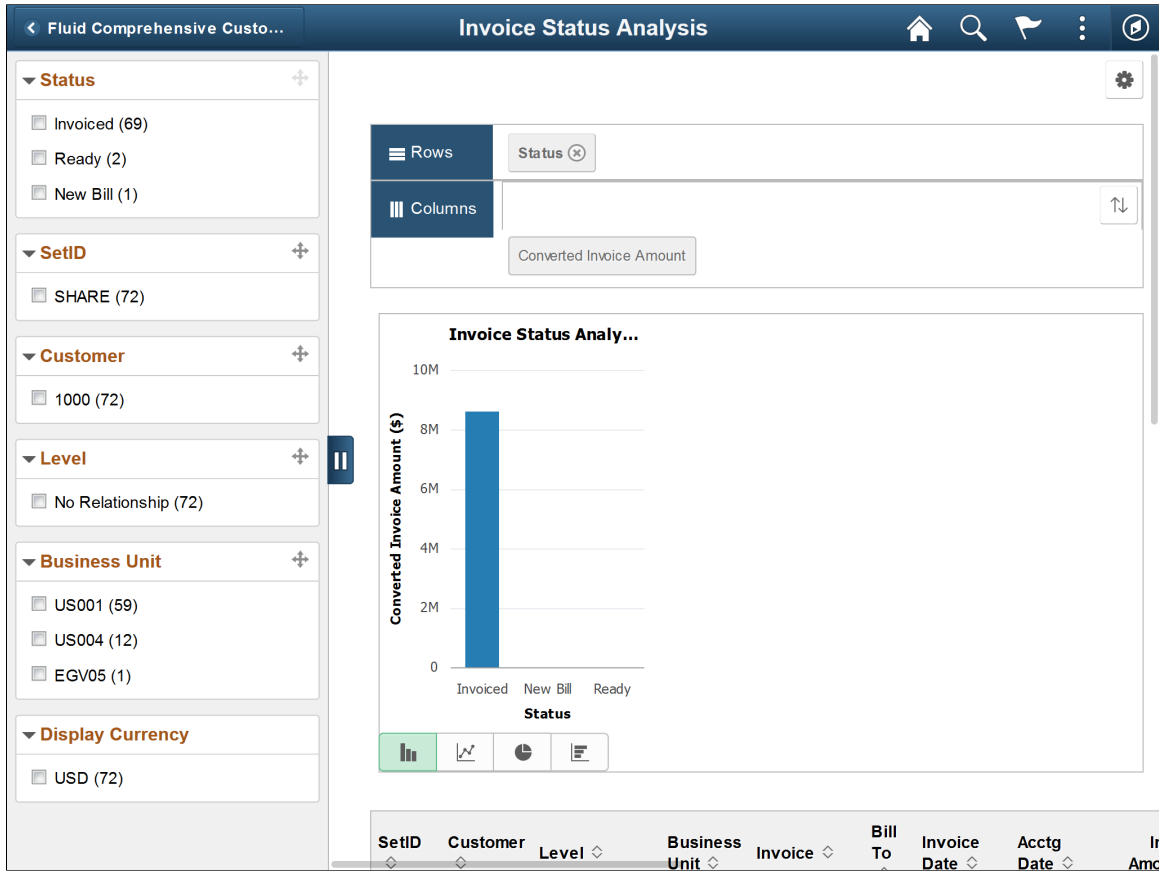 Fluid Comprehensive Custo...
Invoice Status Analysis
Status
Invoiced (69)
Ready (2)
New Bill (1)
SetID
SHARE (72)
Customer
1000 (72)
Level
No Relationship (72)
Business Unit
US001 (59)
US004 (12)
EGV05 (1)
Display Currency
USD (72)
Rows
Status
Columns
Converted Invoice Amount
Invoice Status Analy...
10M
8M
6M
4M
2M
0
Converted Invoice Amount ($)
Invoiced New Bill Ready
Status
SetID
Customer
Level
Business
Unit
Invoice
Bill
To
Invoice
Date
Acctg
Date